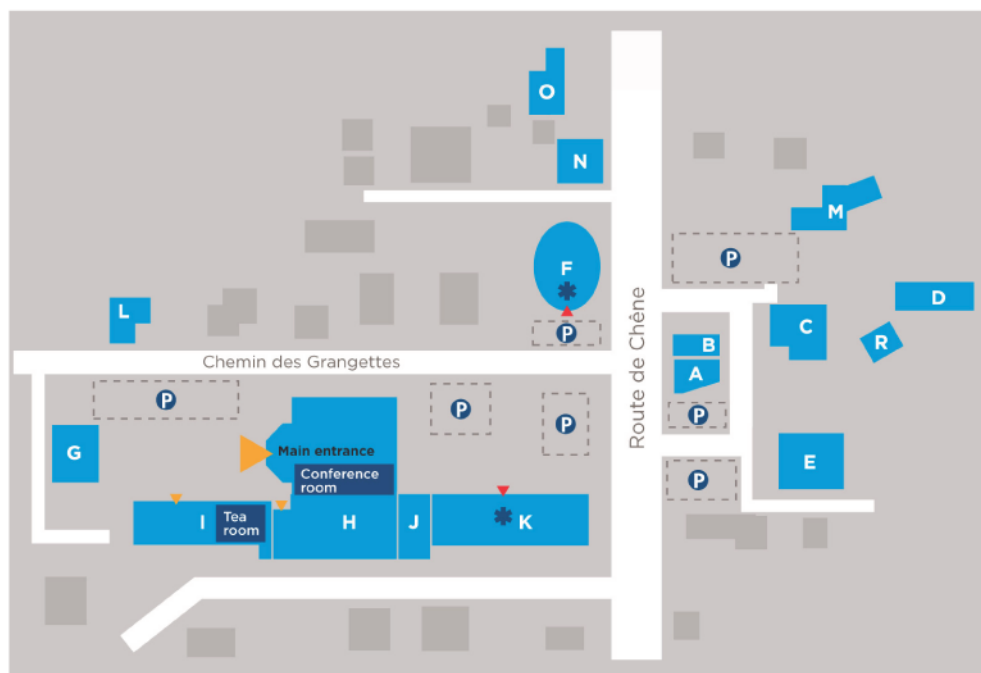 O
N
M
P
F
D
L
P
C
R
B
Chemin des Grangettes
A
Route de Chêne
P
P
P
P
G
Main entrance
E
Conference
room
P
I
Tea
room
H
J
K